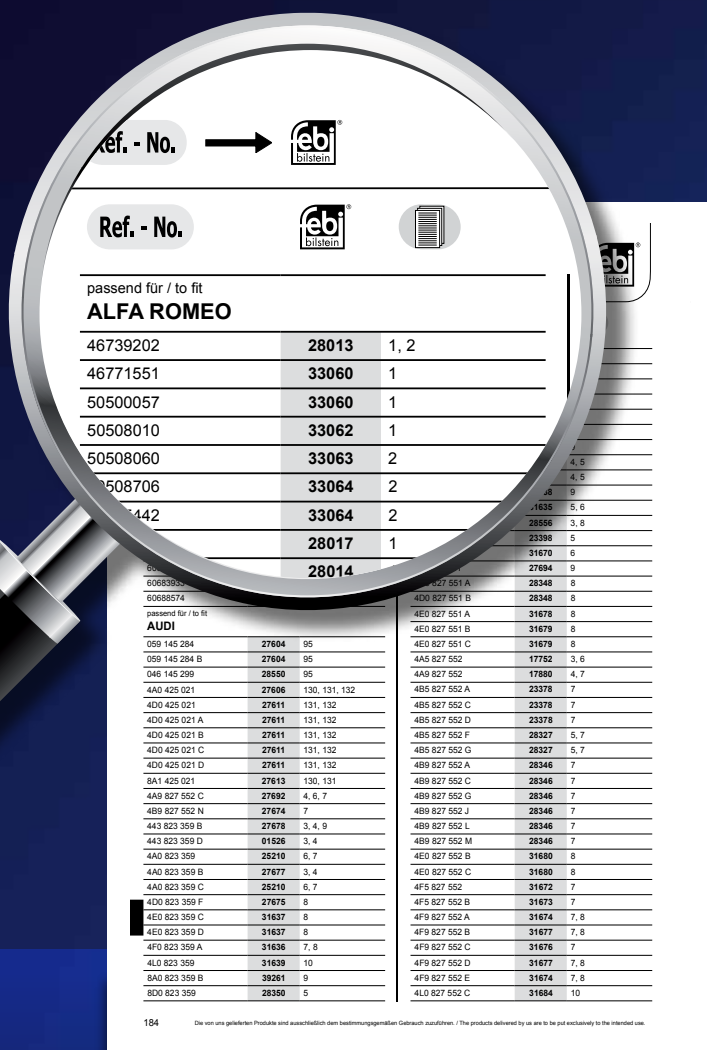 Ref. - No. febi®
bilstein
Ref. - No. febi®
bilstein
passend für / to fit
ALFA ROMEO
46739202 28013 1, 2
46771551 33060 1
50500057 33060 1
50508010 33062 1
50508060 33063 2
33064 2
33064 2
28017 1
28014
60688574
passend für / to fit
AUDI
059 145 284 27604 95
059 145 284 B 27604 95
046 145 299 28550 95
4A0 425 021 27606 130, 131, 132
4D0 425 021 27611 131, 132
4D0 425 021 A 27611 131, 132
4D0 425 021 B 27611 131, 132
4D0 425 021 C 27611 131, 132
4D0 425 021 D 27611 131, 132
8A1 425 021 27613 130, 131
4A9 827 552 C 27692 4, 6, 7
4B9 827 552 N 27674 7
443 823 359 B 27678 3, 4, 9
443 823 359 D 01526 3, 4
4A0 823 359 25210 6, 7
4A0 823 359 B 27677 3, 4
4A0 823 359 C 25210 6, 7
4D0 823 359 F 27675 8
4E0 823 359 C 31637 8
4E0 823 359 D 31637 8
4F0 823 359 A 31636 7, 8
4L0 823 359 31639 10
8A0 823 359 B 39261 9
8D0 823 359 28350 5
4, 5
4, 5
9
5, 6
28556 3, 8
23398 5
31670 6
27694 9
827 551 A 28348 8
4D0 827 551 B 28348 8
4E0 827 551 A 31678 8
4E0 827 551 B 31679 8
4E0 827 551 C 31679 8
4A5 827 552 17752 3, 6
4A9 827 552 17880 4, 7
4B5 827 552 A 23378 7
4B5 827 552 C 23378 7
4B5 827 552 D 23378 7
4B5 827 552 F 28327 5, 7
4B5 827 552 G 28327 5, 7
4B9 827 552 A 28346 7
4B9 827 552 C 28346 7
4B9 827 552 G 28346 7
4B9 827 552 J 28346 7
4B9 827 552 L 28346 7
4B9 827 552 M 28346 7
4E0 827 552 B 31680 8
4E0 827 552 C 31680 8
4F5 827 552 31672 7
4F5 827 552 B 31673 7
4F9 827 552 A 31674 7, 8
4F9 827 552 B 31677 7, 8
4F9 827 552 C 31676 7
4F9 827 552 D 31677 7, 8
4F9 827 552 E 31674 7, 8
4L0 827 552 C 31684 10
184 Die von uns gelieferten Produkte sind ausschließlich dem bestimmungsgemäßen Gebrauch zuzuführen. / The products delivered by us are to be put exclusively to the intended use.